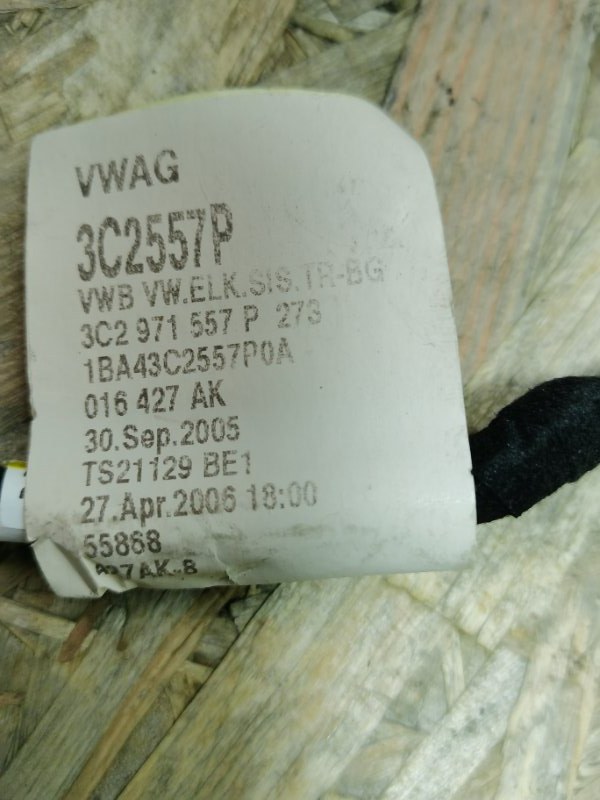 VWAG
3C2557P
VWB VW.ELK.SIS.TR-BG
3C2 971 557 P 273
1BA43C2557P0A
016 427 AK
30.Sep.2005
TS21129 BE1
27.Apr.2006 18:00
55868
AK-B